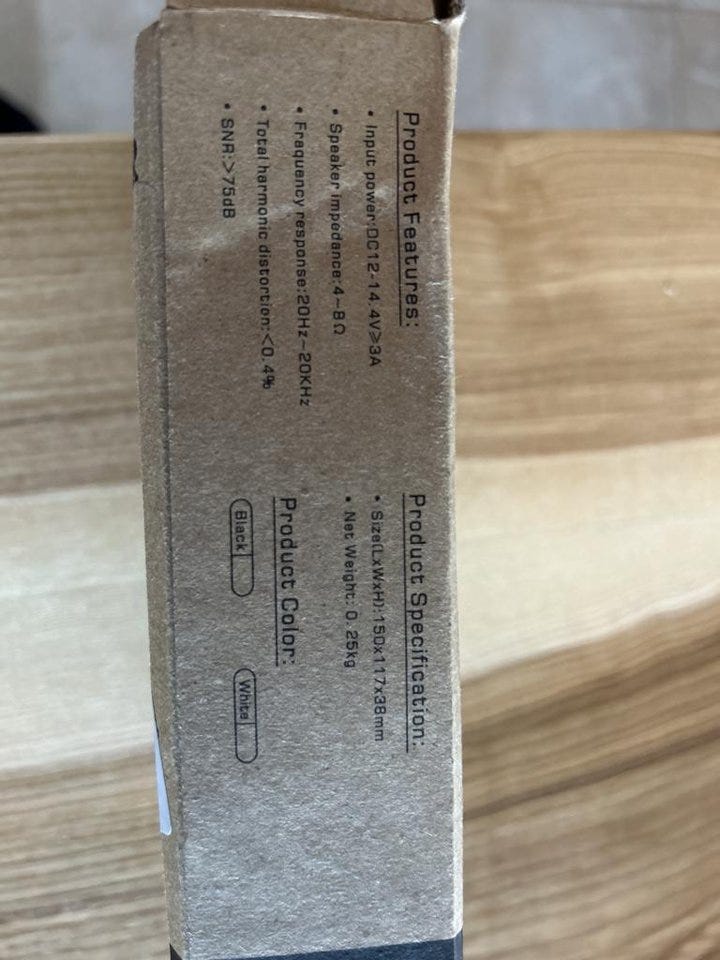 Product Features:
• Input power:DC12-14.4V⩾3A
• Speaker impedance:4-8Ω
• Fraquency response:20Hz-20KHz
• Total harmonic distortion:<0.4%
• SNR:>75dB
Product Specification:
• Size(LxWxH):150x117x38mm
• Net Weight: 0.25kg
Product Color:
Black
White